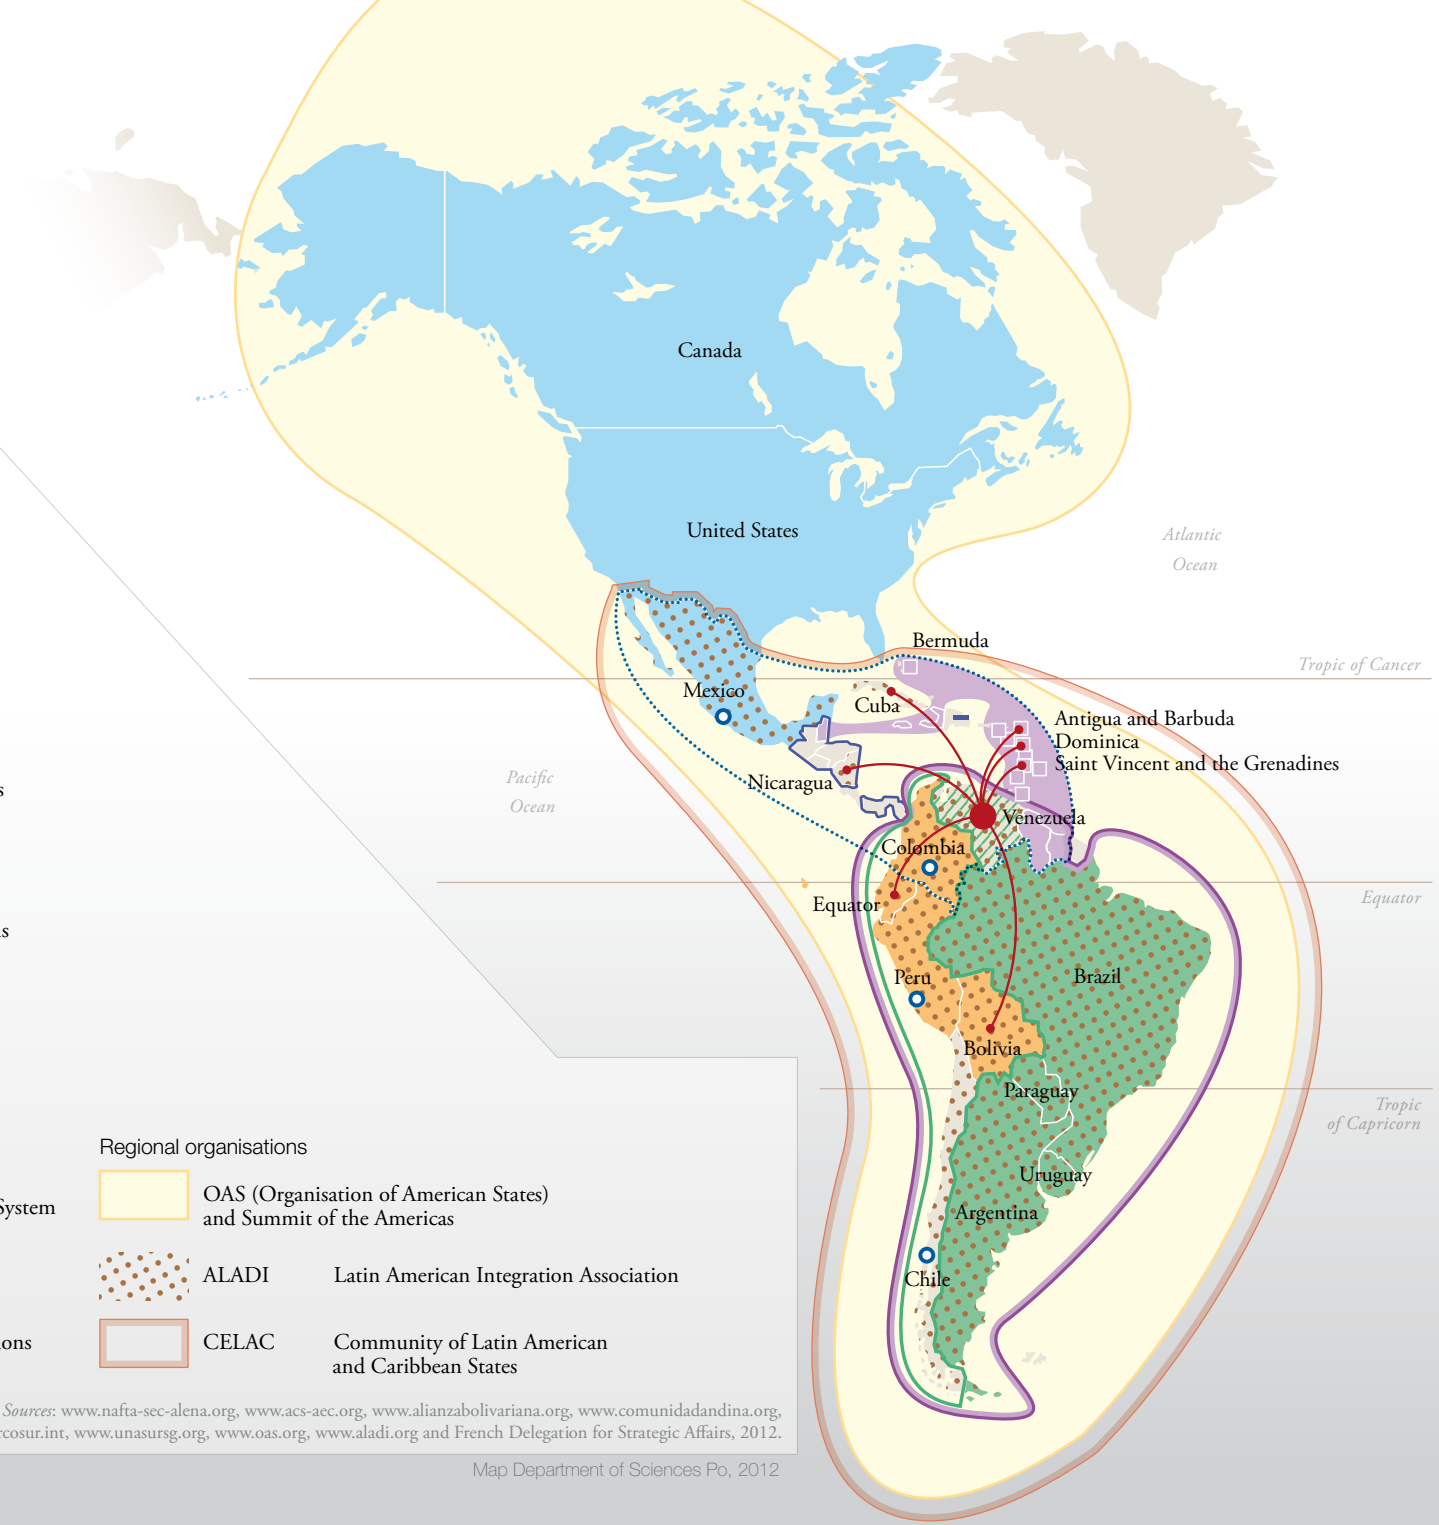 Canada
United States
Atlantic
Ocean
Bermuda
Tropic of Cancer
Mexico
Cuba
Antigua and Barbuda
Dominica
Saint Vincent and the Grenadines
Pacific
Ocean
Nicaragua
s
Venezuela
Colombia
Equator
Equator
s
Peru
Brazil
Bolivia
Paraguay
Tropic
of Capricorn
Uruguay
Argentina
Chile
Regional organisations
System
OAS (Organisation of American States)
and Summit of the Americas
ALADI Latin American Integration Association
ons
CELAC Community of Latin American
and Caribbean States
Sources: www.nafta-sec-alena.org, www.acs-aec.org, www.alianzabolivariana.org, www.comunidadandina.org,
rcosur.int, www.unasursg.org, www.oas.org, www.aladi.org and French Delegation for Strategic Affairs, 2012.
Map Department of Sciences Po, 2012